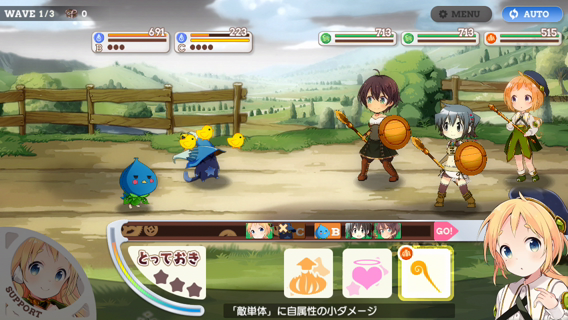 WAVE 1/3 0 MENU AUTO
691 223 713 713 515
B C
C B GO!
とっておき
SUPPORT
「敵単体」に自属性の小ダメージ